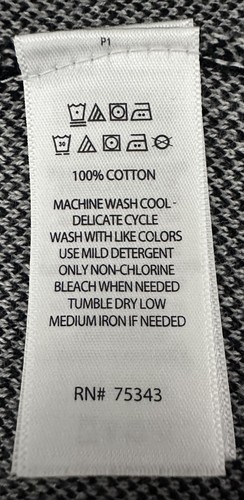 P1
30
100% COTTON
MACHINE WASH COOL -
DELICATE CYCLE
WASH WITH LIKE COLORS
USE MILD DETERGENT
ONLY NON-CHLORINE
BLEACH WHEN NEEDED
TUMBLE DRY LOW
MEDIUM IRON IF NEEDED
RN# 75343